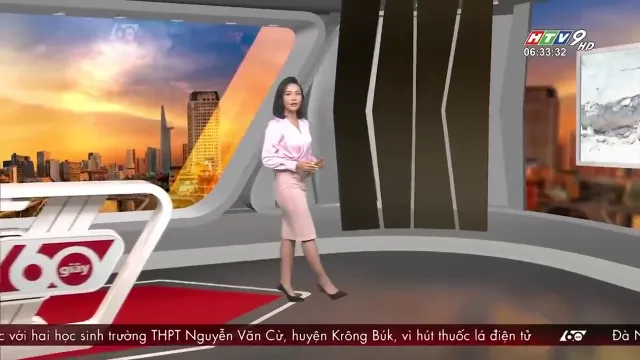 HTV9 HD
06:33:32
60
giây
c với hai học sinh trường THPT Nguyễn Văn Cừ, huyện Krông Búk, vì hút thuốc lá điện tử 60 Đà N